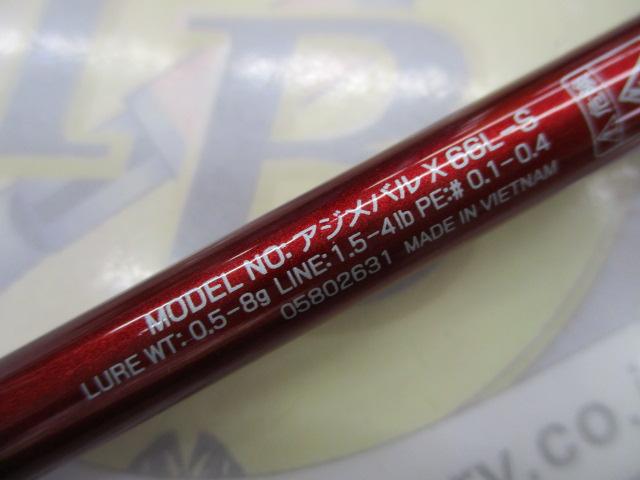 MODEL NO: アジメバル X 66L-S
LURE WT: 0.5-8g LINE: 1.5-4lb PE:# 0.1-0.4
05802631 MADE IN VIETNAM